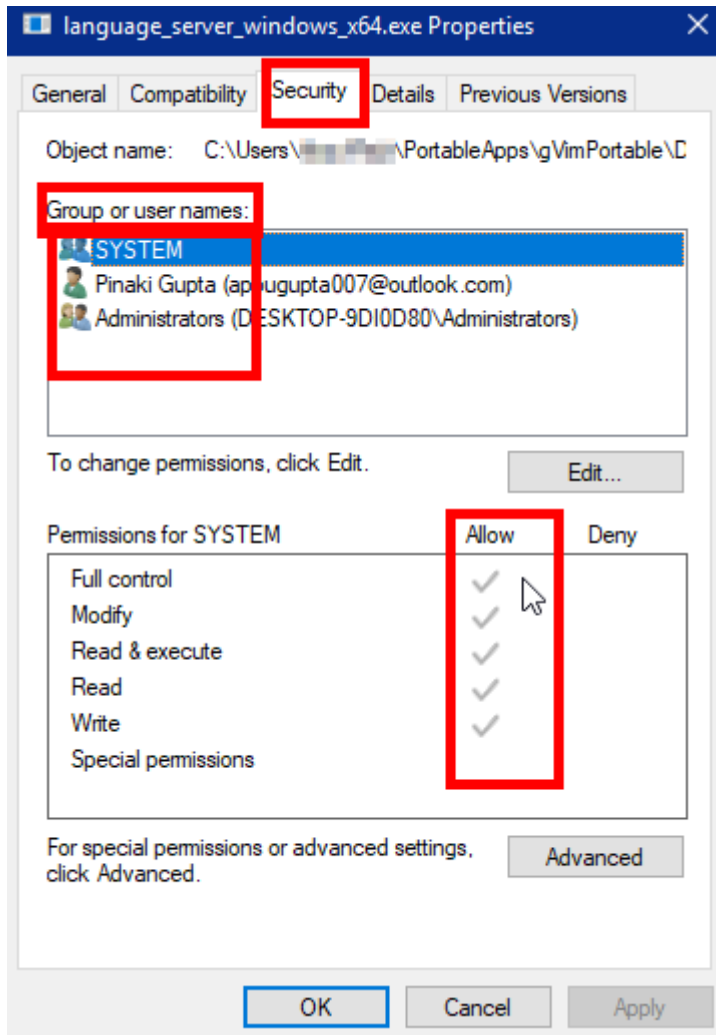 language_server_windows_x64.exe Properties
General Compatibility Security Details Previous Versions
Object name: C:\Users\ \PortableApps\gVimPortable\D
Group or user names:
SYSTEM
Pinaki Gupta (ap ugupta007@outlook.com)
Administrators (DESKTOP-9DI0D80\Administrators)
To change permissions, click Edit.
Edit...
Permissions for SYSTEM Allow Deny
Full control
Modify
Read & execute
Read
Write
Special permissions
For special permissions or advanced settings,
click Advanced.
Advanced
OK Cancel Apply